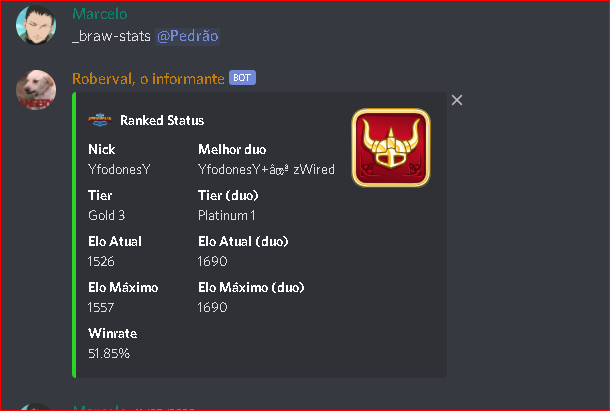 Marcelo
_braw-stats @Pedrão
Roberval, o informante BOT
Ranked Status
Nick Melhor duo
YfodonesY YfodonesY+âœª zWired
Tier Tier (duo)
Gold 3 Platinum 1
Elo Atual Elo Atual (duo)
1526 1690
Elo Máximo Elo Máximo (duo)
1557 1690
Winrate
51.85%
Marcelo